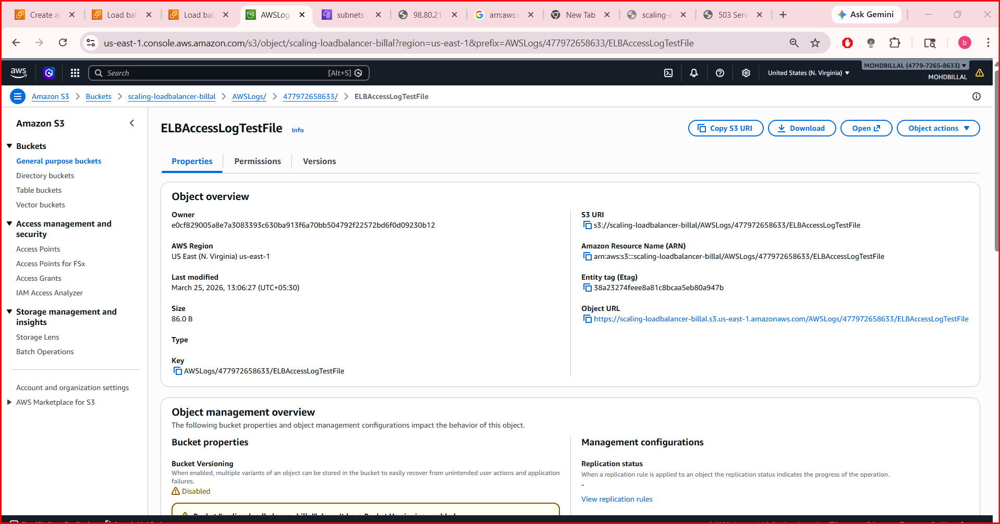 Create ap
Load bal
Load bal
AWSLog
subnets
98.80.21
arn:aws:e
New Tab
scaling-a
503 Serv
Ask Gemini
us-east-1.console.aws.amazon.com/s3/object/scaling-loadbalancer-billal?region=us-east-1&prefix=AWSLogs/477972658633/ELBAccessLogTestFile
b
aws
Search
[Alt+S]
United States (N. Virginia)
MOHDBILLAL (4779-7265-8633)
MOHDBILLAL
Amazon S3
Buckets
scaling-loadbalancer-billal
AWSLogs/
477972658633/
ELBAccessLogTestFile
Amazon S3
Buckets
General purpose buckets
Directory buckets
Table buckets
Vector buckets
Access management and
security
Access Points
Access Points for FSx
Access Grants
IAM Access Analyzer
Storage management and
insights
Storage Lens
Batch Operations
Account and organization settings
AWS Marketplace for S3
ELBAccessLogTestFile
Info
Copy S3 URI
Download
Open
Object actions
Properties
Permissions
Versions
Object overview
Owner
e0cf829005a8e7a3083393c630ba913f6a70bb504792f22572bd6f0d09230b12
AWS Region
US East (N. Virginia) us-east-1
Last modified
March 25, 2026, 13:06:27 (UTC+05:30)
Size
86.0 B
Type
Key
AWSLogs/477972658633/ELBAccessLogTestFile
S3 URI
s3://scaling-loadbalancer-billal/AWSLogs/477972658633/ELBAccessLogTestFile
Amazon Resource Name (ARN)
arn:aws:s3:::scaling-loadbalancer-billal/AWSLogs/477972658633/ELBAccessLogTestFile
Entity tag (Etag)
38a23274feee8a81c8bcaa5eb80a947b
Object URL
https://scaling-loadbalancer-billal.s3.us-east-1.amazonaws.com/AWSLogs/477972658633/ELBAccessLogTestFile
Object management overview
The following bucket properties and object management configurations impact the behavior of this object.
Bucket properties
Bucket Versioning
When enabled, multiple variants of an object can be stored in the bucket to easily recover from unintended user actions and application
failures.
Disabled
Bucket "scaling-loadbalancer-billal" doesn't have Bucket Versioning enabled
Management configurations
Replication status
When a replication rule is applied to an object the replication status indicates the progress of the operation.
-
View replication rules